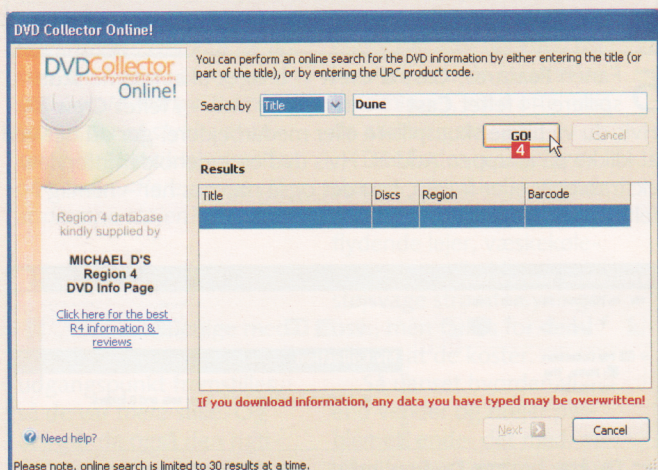 DVD Collector Online!
DVDCollector
crunchymedia.com
Online!
All Rights Reserved.
Region 4 database
kindly supplied by
MICHAEL D'S
Region 4
DVD Info Page
Click here for the best
R4 information &
reviews
You can perform an online search for the DVD information by either entering the title (or
part of the title), or by entering the UPC product code.
Search by Title Dune
GO! Cancel
4
Results
Title Discs Region Barcode
If you download information, any data you have typed may be overwritten!
Need help?
Next Cancel
Please note, online search is limited to 30 results at a time.